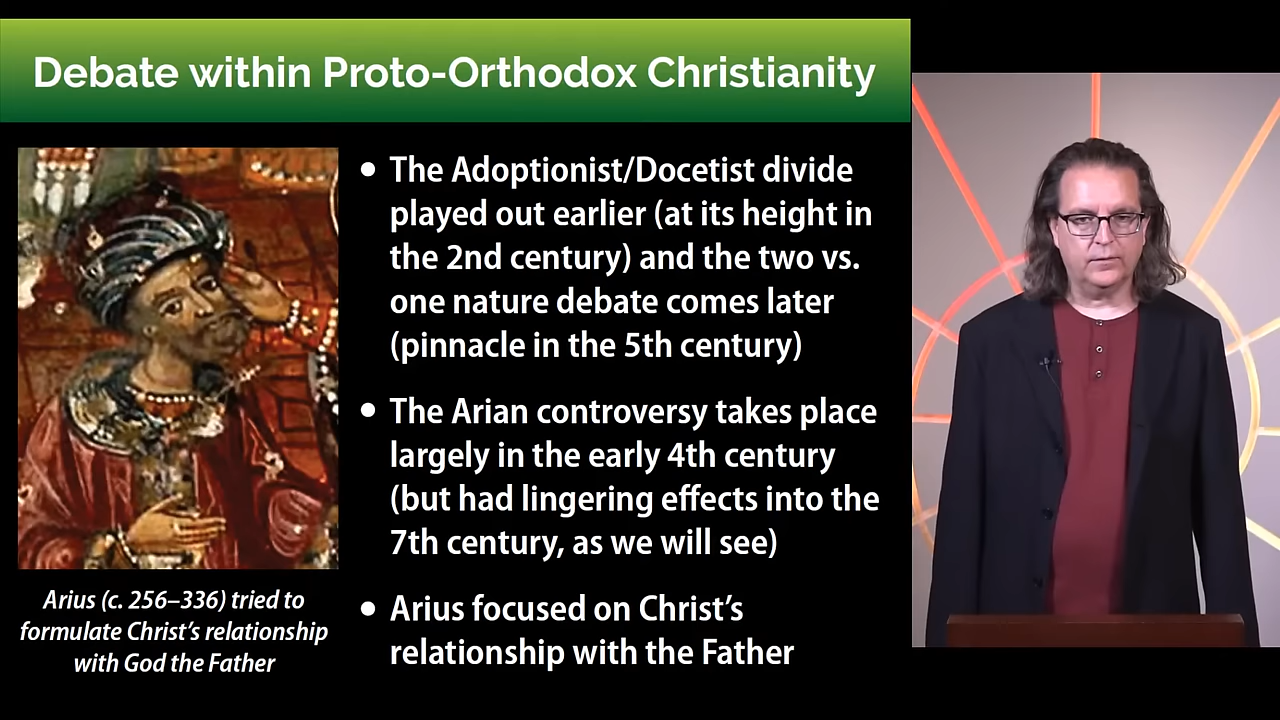 Debate within Proto-Orthodox Christianity
• The Adoptionist/Docetist divide
played out earlier (at its height in
the 2nd century) and the two vs.
one nature debate comes later
(pinnacle in the 5th century)
• The Arian controversy takes place
largely in the early 4th century
(but had lingering effects into the
7th century, as we will see)
• Arius focused on Christ’s
relationship with the Father
Arius (c. 256–336) tried to
formulate Christ’s relationship
with God the Father